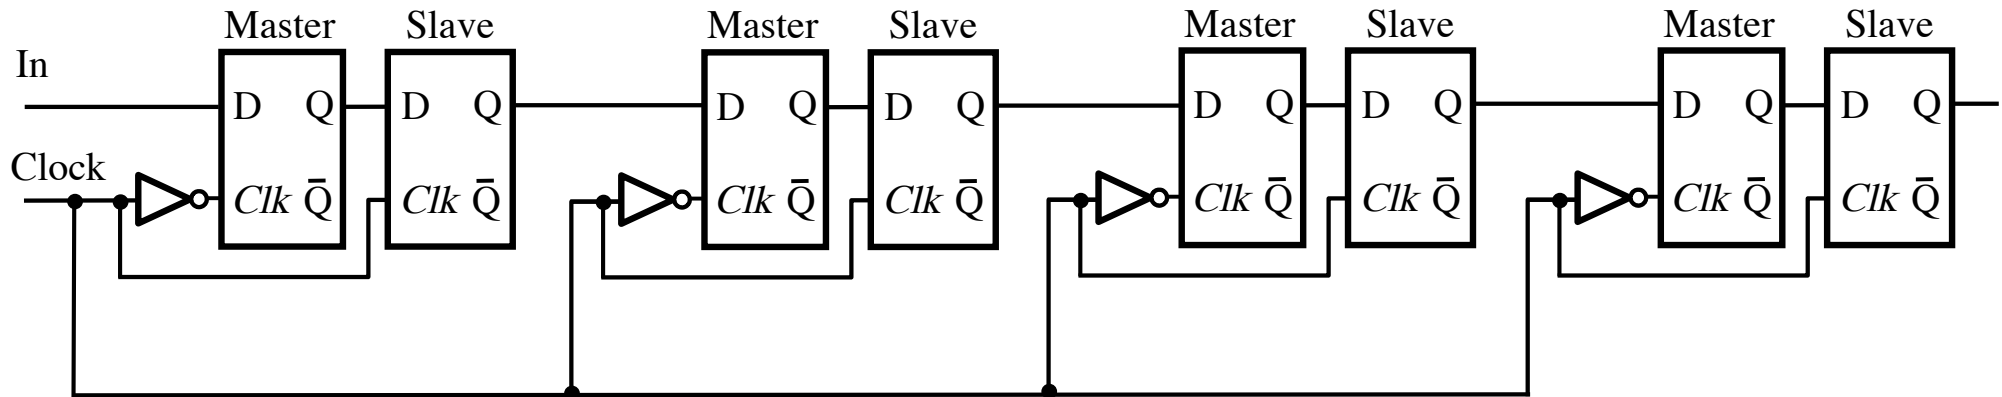 Master Slave Master Slave Master Slave Master Slave
In
D Q D Q D Q D Q D Q D Q D Q D Q
Clock
Clk Q̄ Clk Q̄ Clk Q̄ Clk Q̄ Clk Q̄ Clk Q̄ Clk Q̄ Clk Q̄